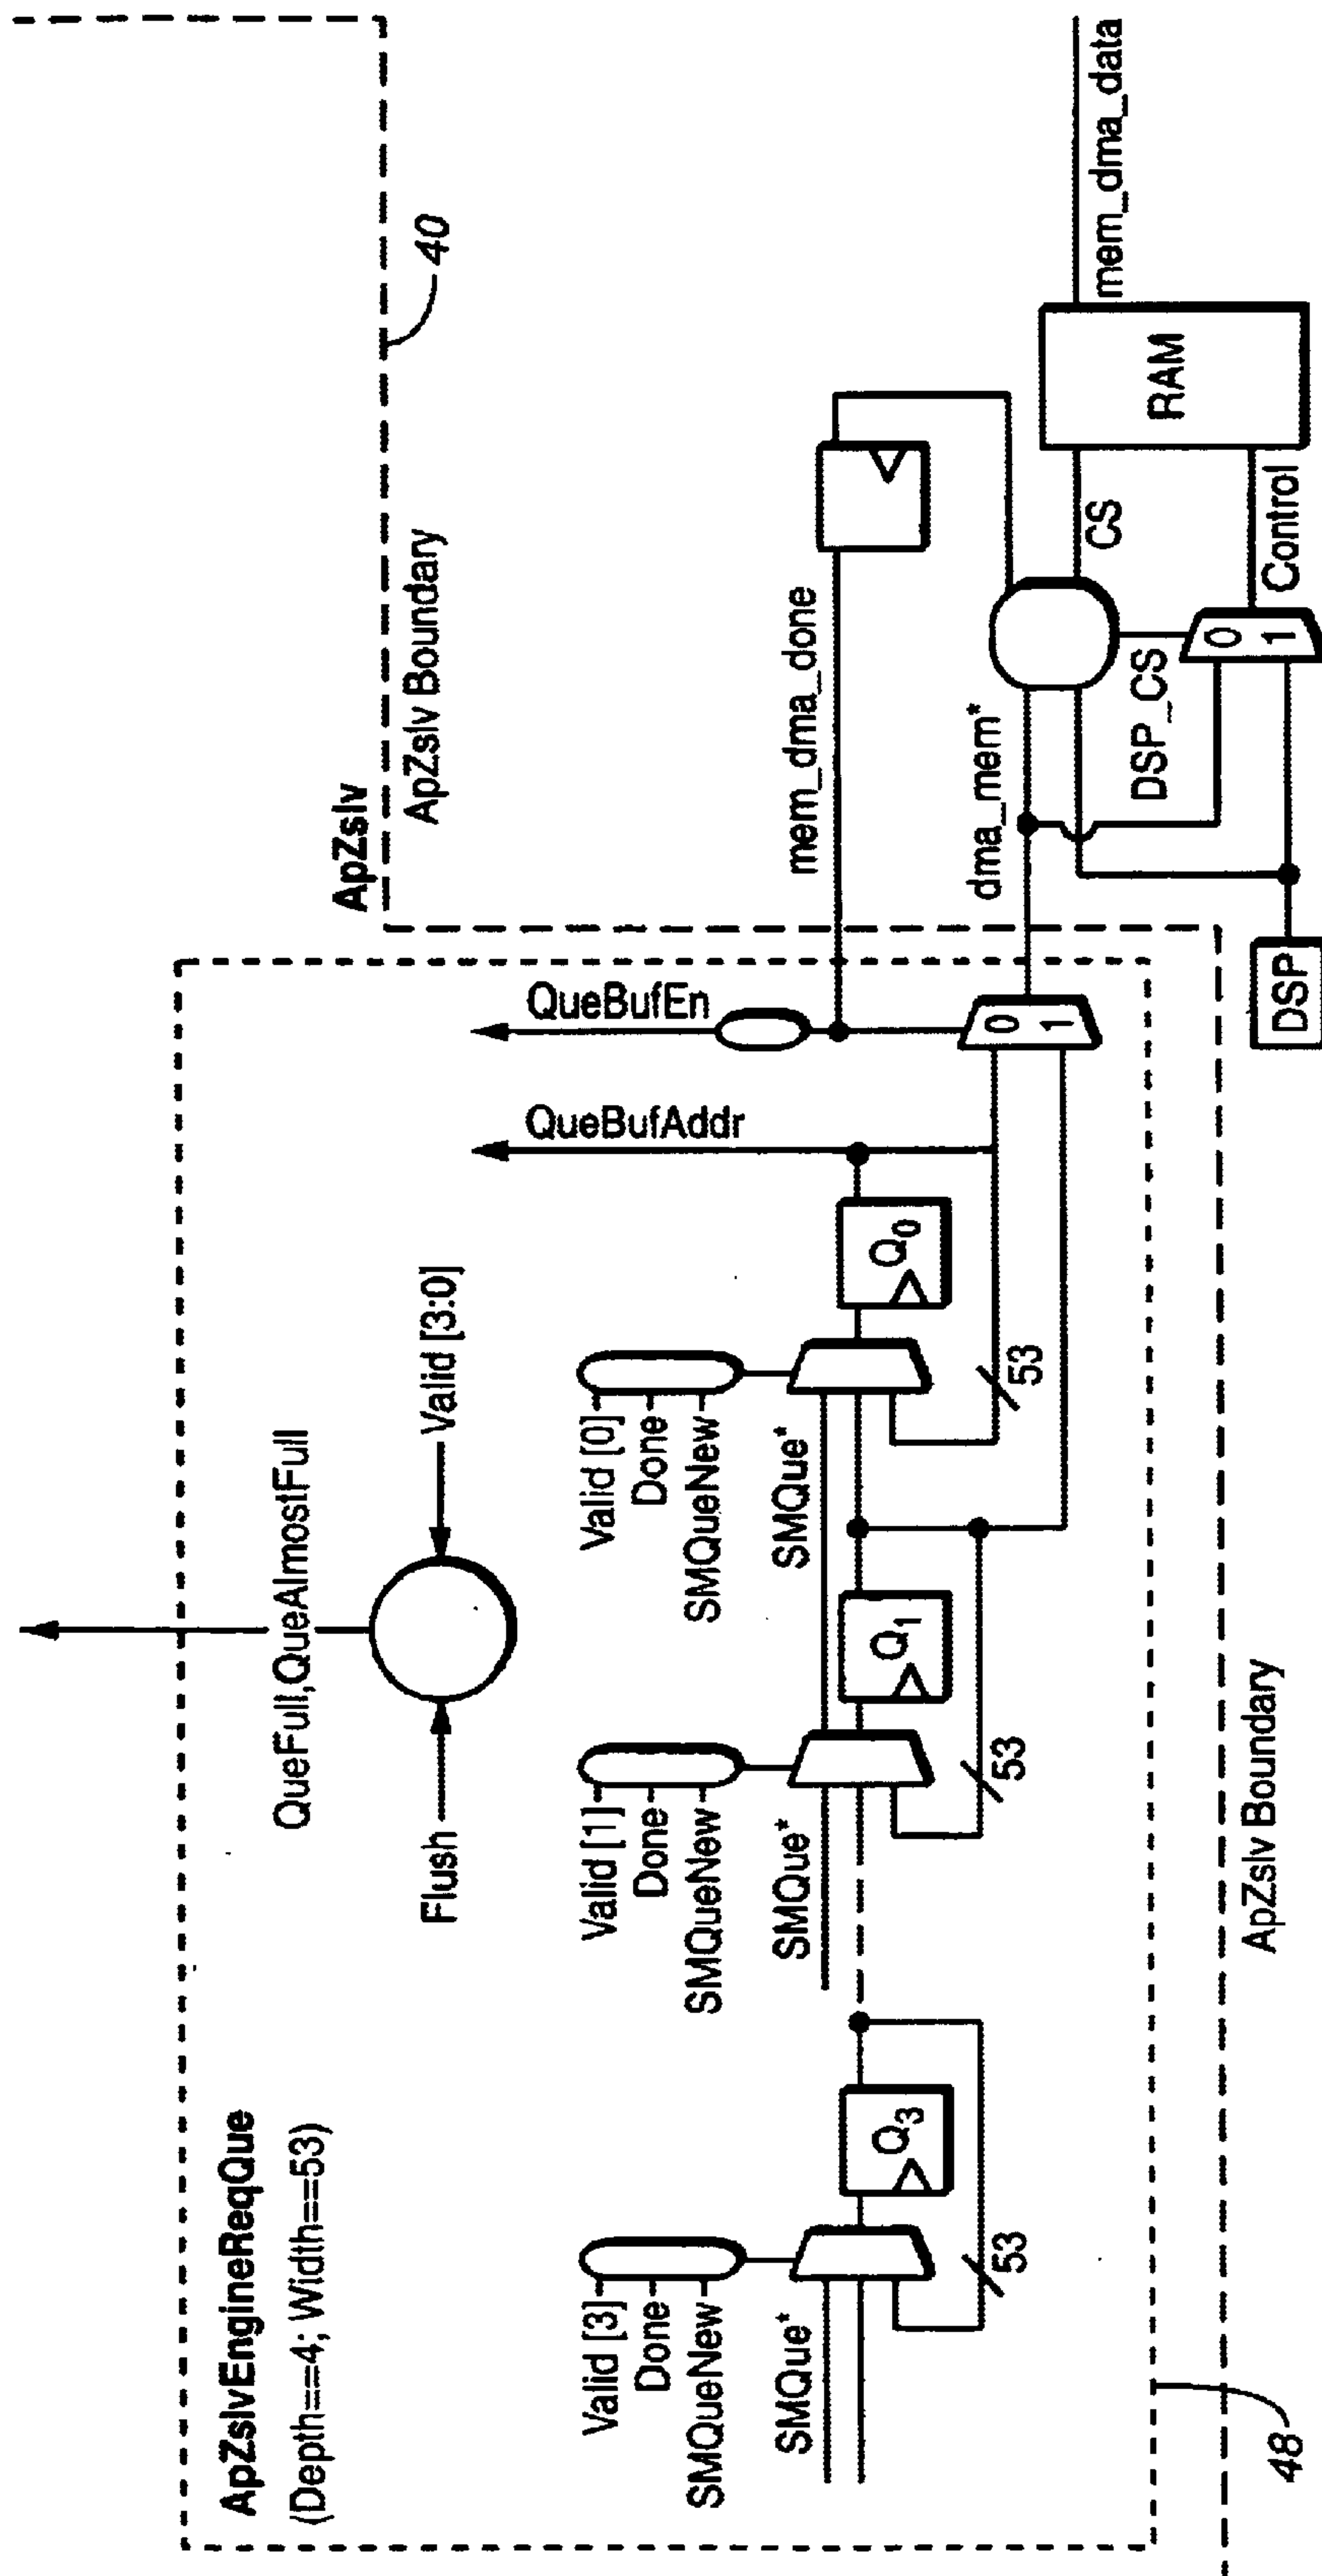 ApZslvEngineReqQue
(Depth==4; Width==53)
QueFull,QueAlmostFull
Flush
Valid [3:0]
Valid [3]
Done
SMQueNew
SMQue*
Q3
53
Valid [1]
Done
SMQueNew
SMQue*
Q1
53
Valid [0]
Done
SMQueNew
SMQue*
Q0
53
QueBufAddr
QueBufEn
0
1
48
ApZslv Boundary
ApZslv
ApZslv Boundary
40
mem_dma_done
dma_mem*
DSP_CS
DSP
0
1
CS
Control
RAM
mem_dma_data